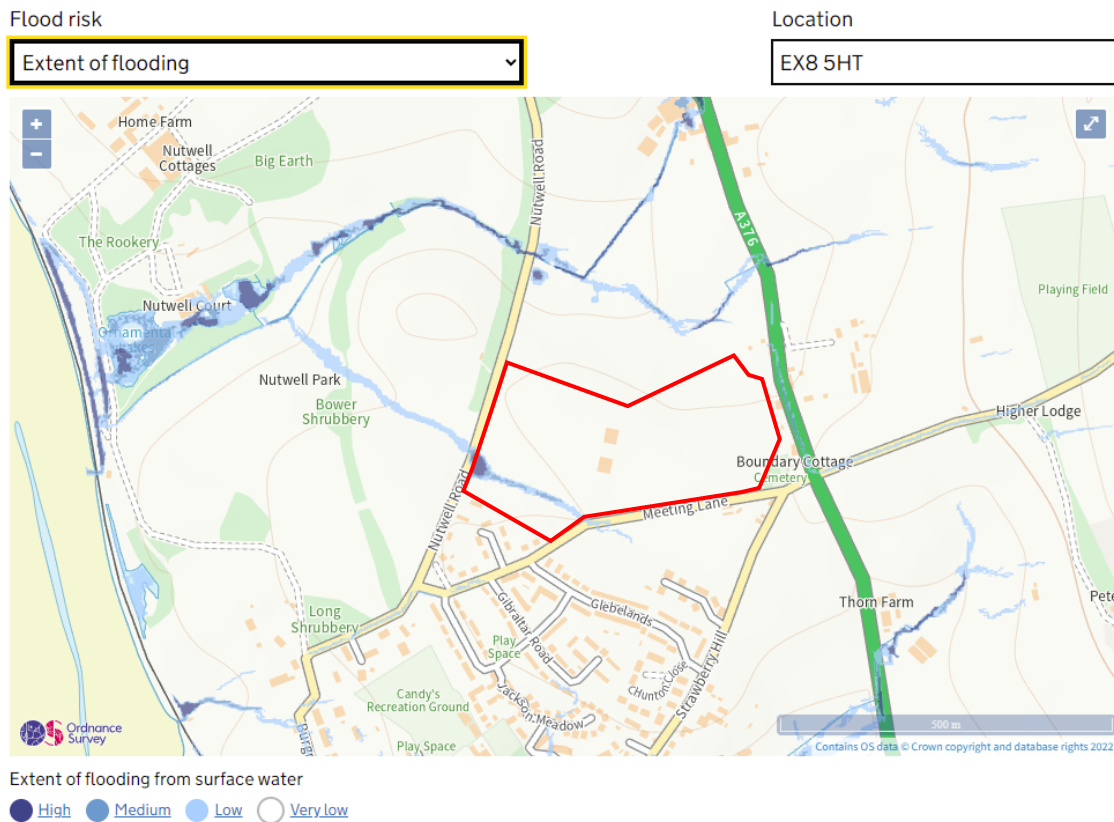 Flood risk
Location
Extent of flooding
EX8 5HT
+
−
Home Farm
Nutwell
Cottages
Big Earth
Nutwell Road
A376
The Rookery
Nutwell Court
Ornamental
Lakes
Playing Field
Nutwell Park
Bower
Shrubbery
Higher Lodge
Boundary Cottage
Cemetery
Nutwell Road
Meeting Lane
Long
Shrubbery
Gibraltar Road
Glebelands
Thorn Farm
Pete
Play
Space
Chunton Close
Strawberry Hill
Candy's
Recreation Ground
Jackson Meadow
Play Space
Burg
Ordnance
Survey
500 m
Contains OS data © Crown copyright and database rights 2022
Extent of flooding from surface water
High
Medium
Low
Very low